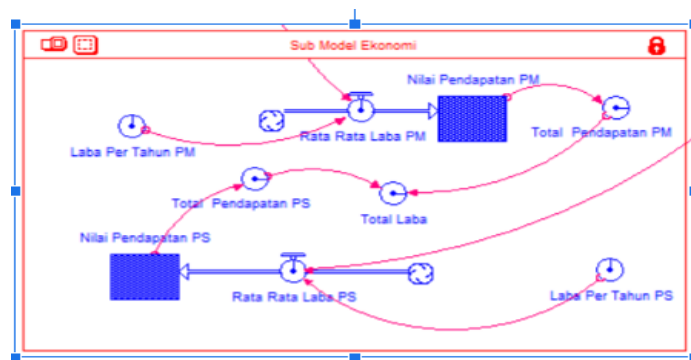 Sub Model Ekonomi
Nilai Pendapatan PM
Rata Rata Laba PM
Total Pendapatan PM
Laba Per Tahun PM
Total Pendapatan PS
Total Laba
Nilai Pendapatan PS
Rata Rata Laba PS
Laba Per Tahun PS